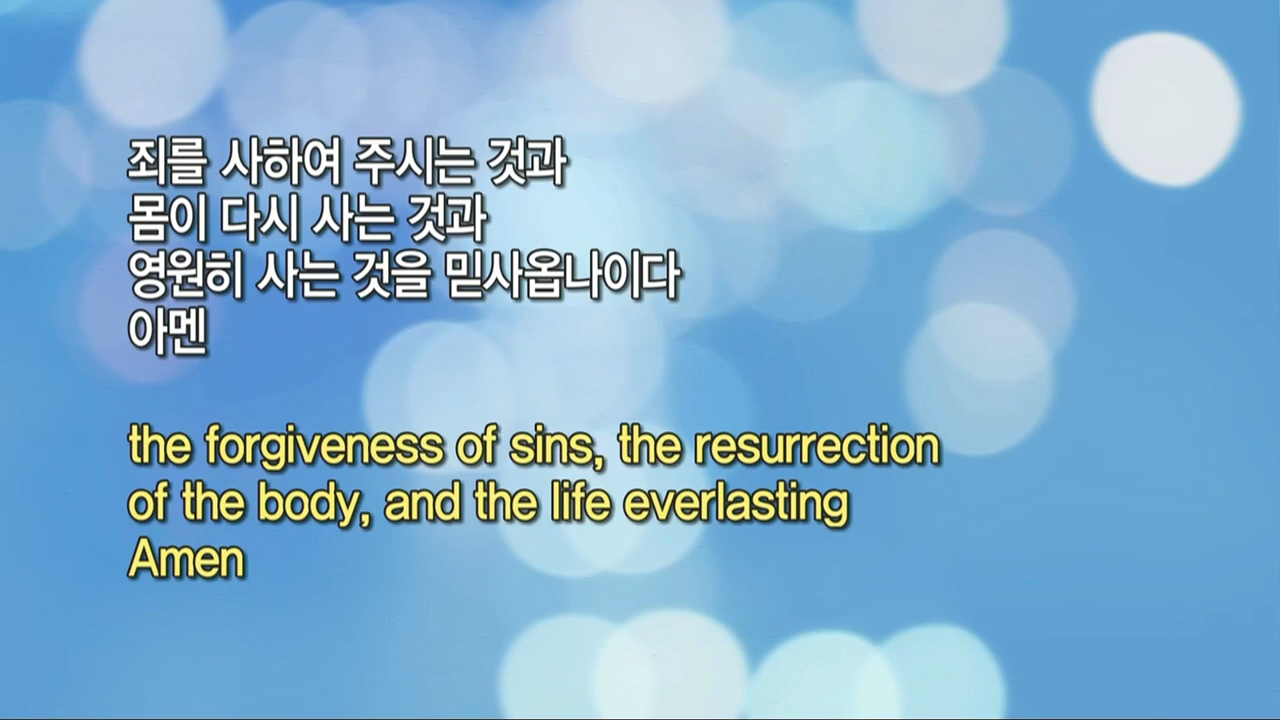 죄를 사하여 주시는 것과
몸이 다시 사는 것과
영원히 사는 것을 믿사옵나이다
아멘
the forgiveness of sins, the resurrection
of the body, and the life everlasting
Amen